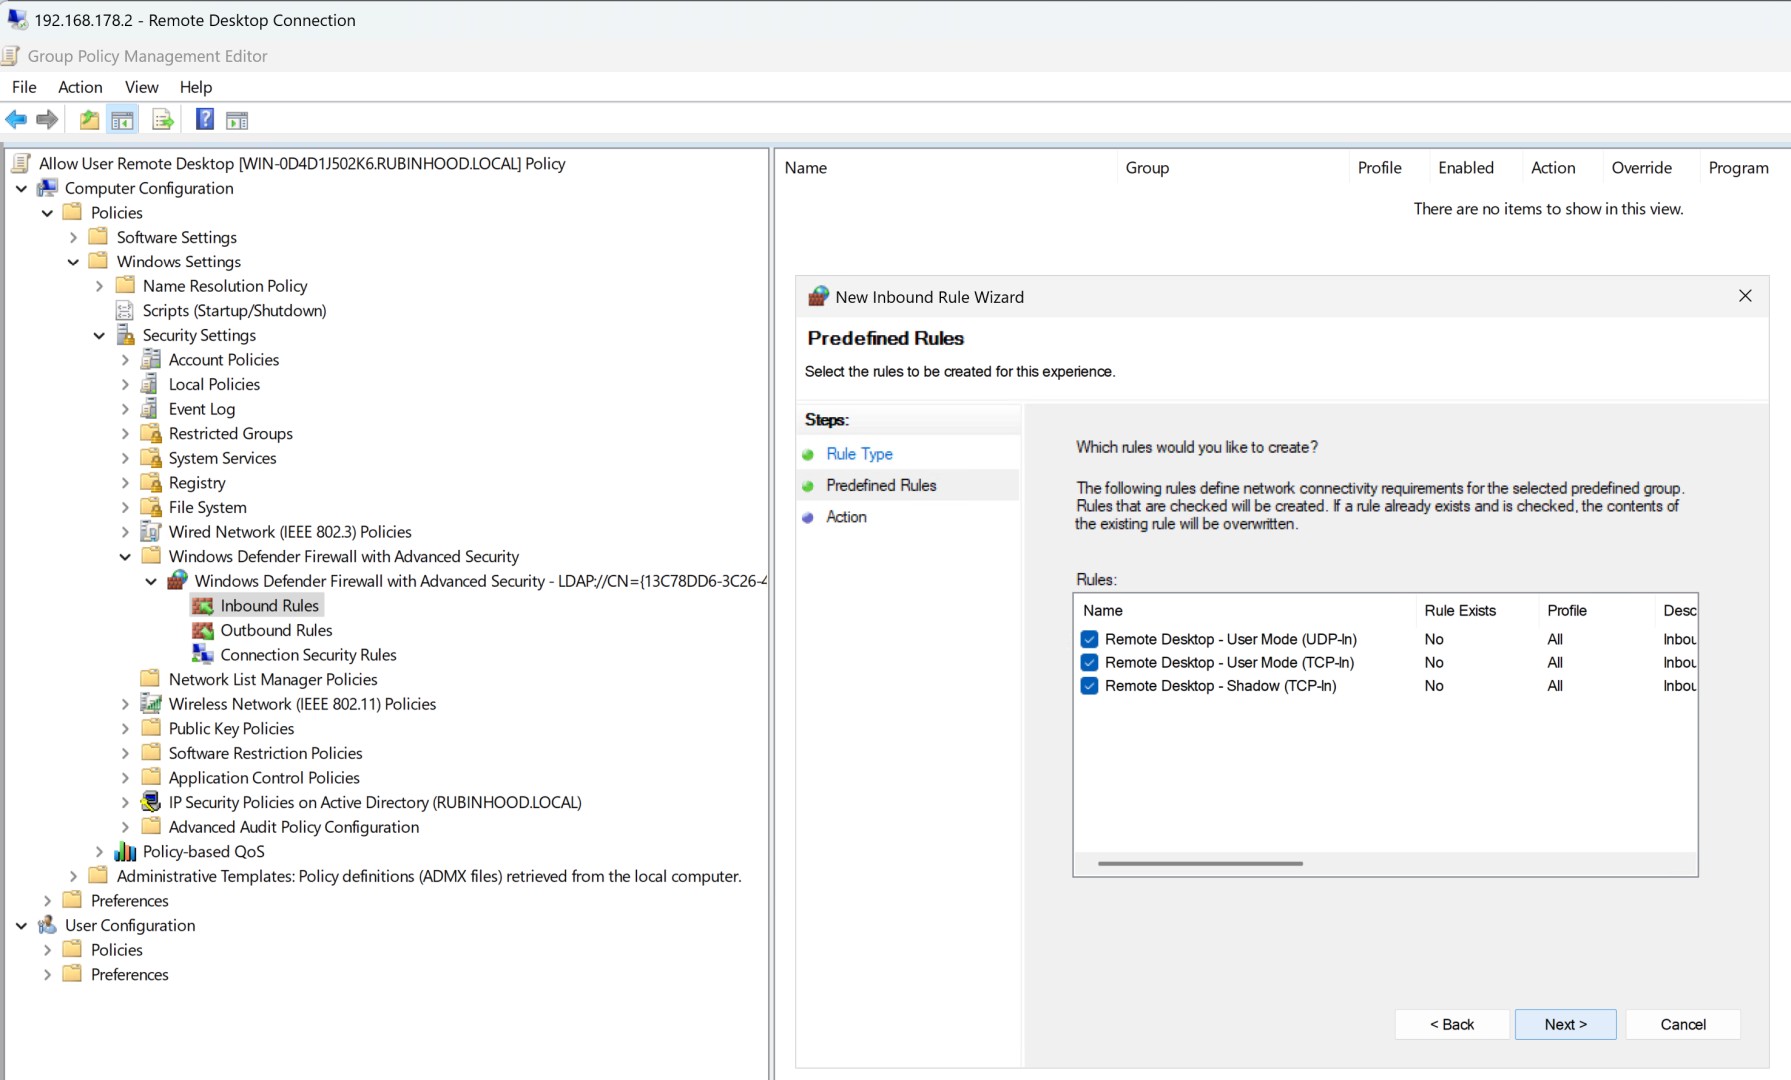 192.168.178.2 - Remote Desktop Connection
Group Policy Management Editor
File Action View Help
Allow User Remote Desktop [WIN-0D4D1J502K6.RUBINHOOD.LOCAL] Policy
Computer Configuration
Policies
Software Settings
Windows Settings
Name Resolution Policy
Scripts (Startup/Shutdown)
Security Settings
Account Policies
Local Policies
Event Log
Restricted Groups
System Services
Registry
File System
Wired Network (IEEE 802.3) Policies
Windows Defender Firewall with Advanced Security
Windows Defender Firewall with Advanced Security - LDAP://CN={13C78DD6-3C26-4
Inbound Rules
Outbound Rules
Connection Security Rules
Network List Manager Policies
Wireless Network (IEEE 802.11) Policies
Public Key Policies
Software Restriction Policies
Application Control Policies
IP Security Policies on Active Directory (RUBINHOOD.LOCAL)
Advanced Audit Policy Configuration
Policy-based QoS
Administrative Templates: Policy definitions (ADMX files) retrieved from the local computer.
Preferences
User Configuration
Policies
Preferences
Name Group Profile Enabled Action Override Program
There are no items to show in this view.
New Inbound Rule Wizard
Predefined Rules
Select the rules to be created for this experience.
Steps:
Rule Type
Predefined Rules
Action
Which rules would you like to create?
The following rules define network connectivity requirements for the selected predefined group.
Rules that are checked will be created. If a rule already exists and is checked, the contents of
the existing rule will be overwritten.
Rules:
Name Rule Exists Profile Desc
Remote Desktop - User Mode (UDP-In) No All Inbou
Remote Desktop - User Mode (TCP-In) No All Inbou
Remote Desktop - Shadow (TCP-In) No All Inbou
< Back Next > Cancel